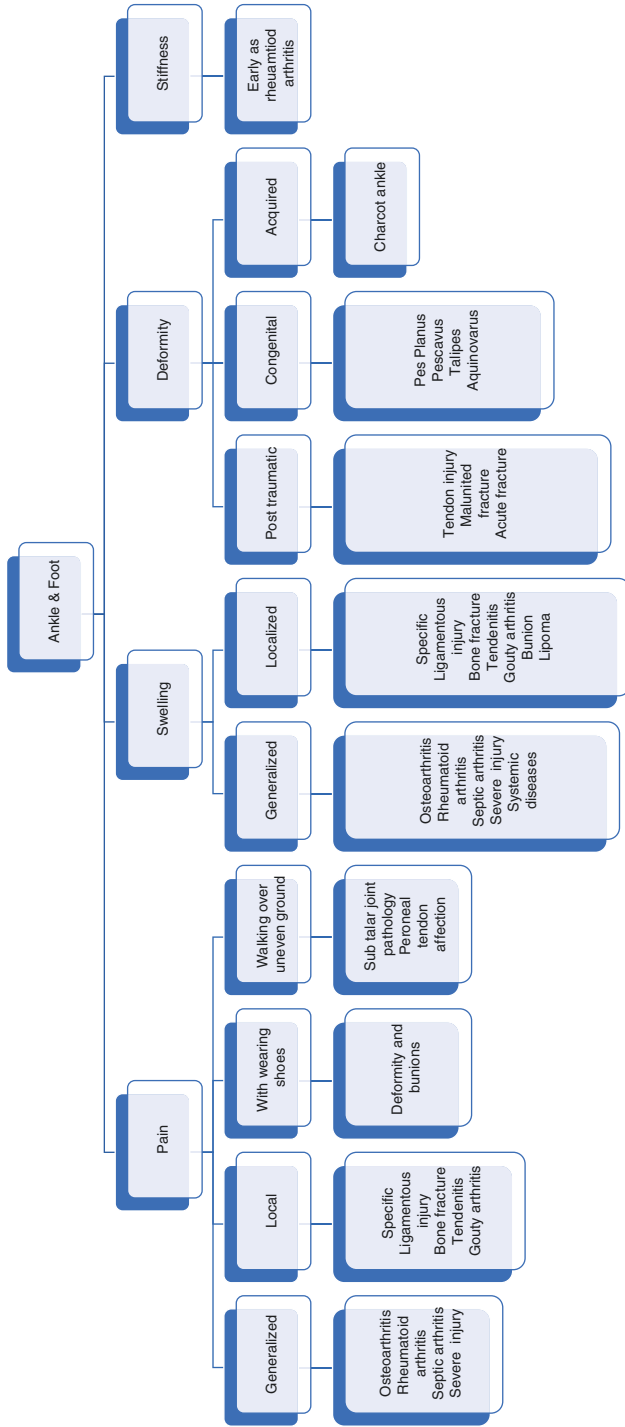 Ankle & Foot
Pain
Generalized
Osteoarthritis
Rheumatoid
arthritis
Septic arthritis
Severe injury
Local
Specific
Ligamentous
injury
Bone fracture
Tendenitis
Gouty arthritis
With wearing
shoes
Deformity and
bunions
Walking over
uneven ground
Sub talar joint
pathology
Peroneal
tendon
affection
Swelling
Generalized
Osteoarthritis
Rheumatoid
arthritis
Septic arthritis
Severe injury
Systemic
diseases
Localized
Specific
Ligamentous
injury
Bone fracture
Tendenitis
Gouty arthritis
Bunion
Lipoma
Deformity
Post traumatic
Tendon injury
Malunited
fracture
Acute fracture
Congenital
Pes Planus
Pescavus
Talipes
Aquinovarus
Acquired
Charcot ankle
Stiffness
Early as
rheuamtiod
arthritis